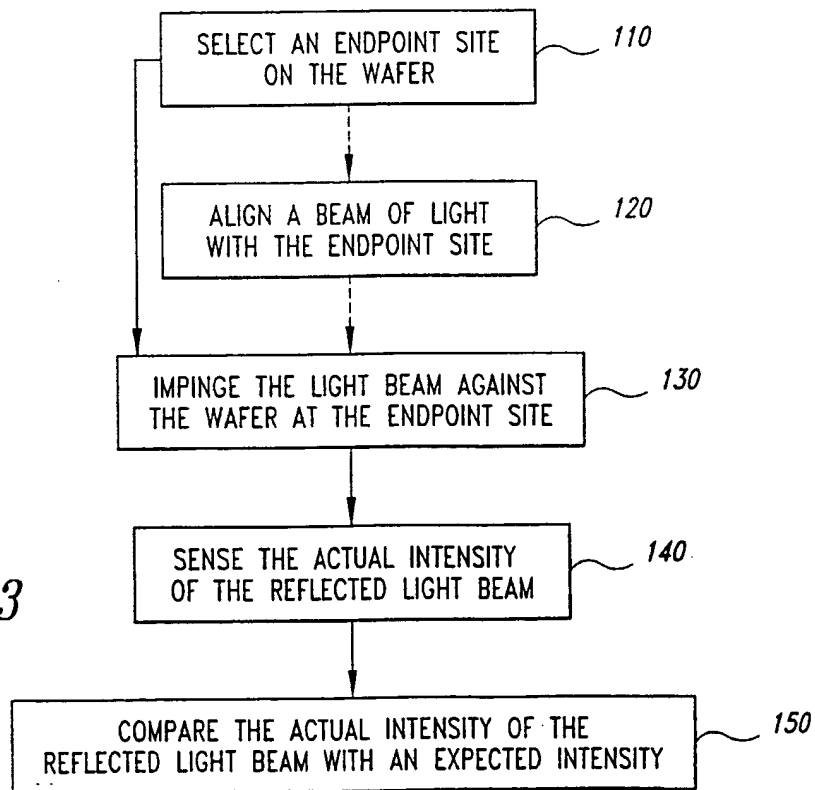 SELECT AN ENDPOINT SITE
ON THE WAFER
110
ALIGN A BEAM OF LIGHT
WITH THE ENDPOINT SITE
120
IMPINGE THE LIGHT BEAM AGAINST
THE WAFER AT THE ENDPOINT SITE
130
SENSE THE ACTUAL INTENSITY
OF THE REFLECTED LIGHT BEAM
140
3
COMPARE THE ACTUAL INTENSITY OF THE
REFLECTED LIGHT BEAM WITH AN EXPECTED INTENSITY
150